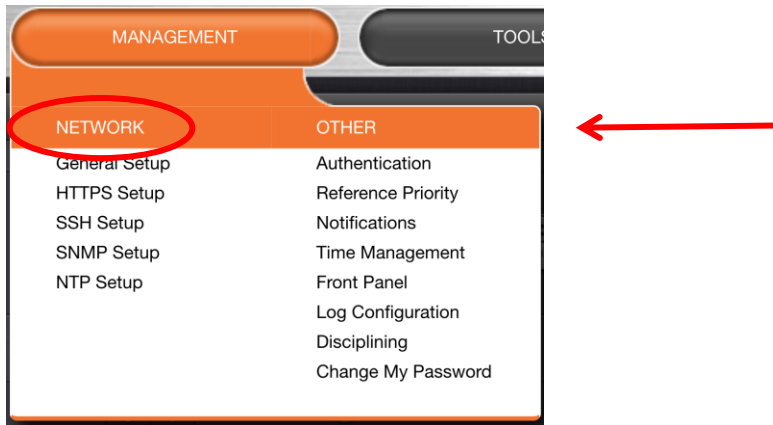 MANAGEMENT
TOOLS
NETWORK
General Setup
HTTPS Setup
SSH Setup
SNMP Setup
NTP Setup
OTHER
Authentication
Reference Priority
Notifications
Time Management
Front Panel
Log Configuration
Disciplining
Change My Password